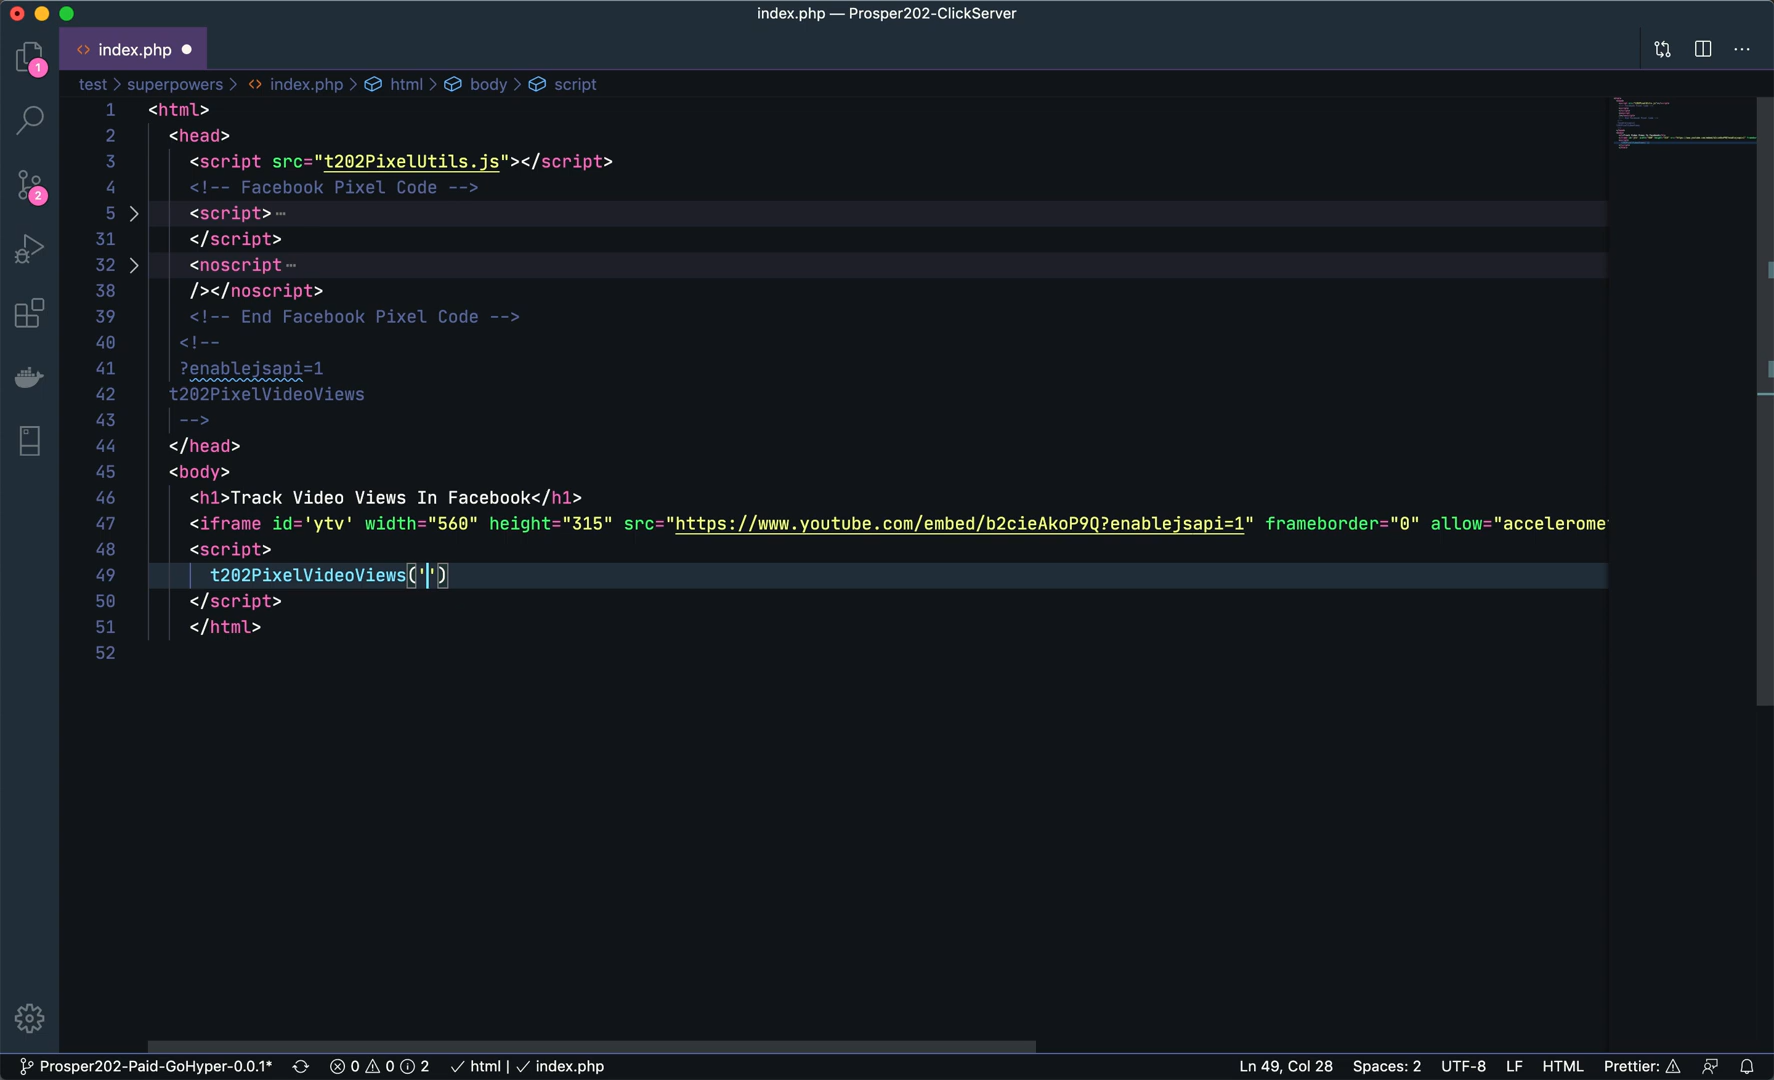 index.php — Prosper202-ClickServer
index.php
1
test > superpowers > index.php > html > body > script
1 <html>
2 <head>
3 <script src="t202PixelUtils.js"></script>
4 <!-- Facebook Pixel Code -->
5 <script>…
31 </script>
2
32 <noscript…
38 /></noscript>
39 <!-- End Facebook Pixel Code -->
40 <!--
41 ?enablejsapi=1
42 t202PixelVideoViews
43 -->
44 </head>
45 <body>
46 <h1>Track Video Views In Facebook</h1>
47 <iframe id='ytv' width="560" height="315" src="https://www.youtube.com/embed/b2cieAkoP9Q?enablejsapi=1" frameborder="0" allow="accelerome
48 <script>
49 t202PixelVideoViews('')
50 </script>
51 </html>
52
Prosper202-Paid-GoHyper-0.0.1* 0 0 2 html | index.php Ln 49, Col 28 Spaces: 2 UTF-8 LF HTML Prettier: